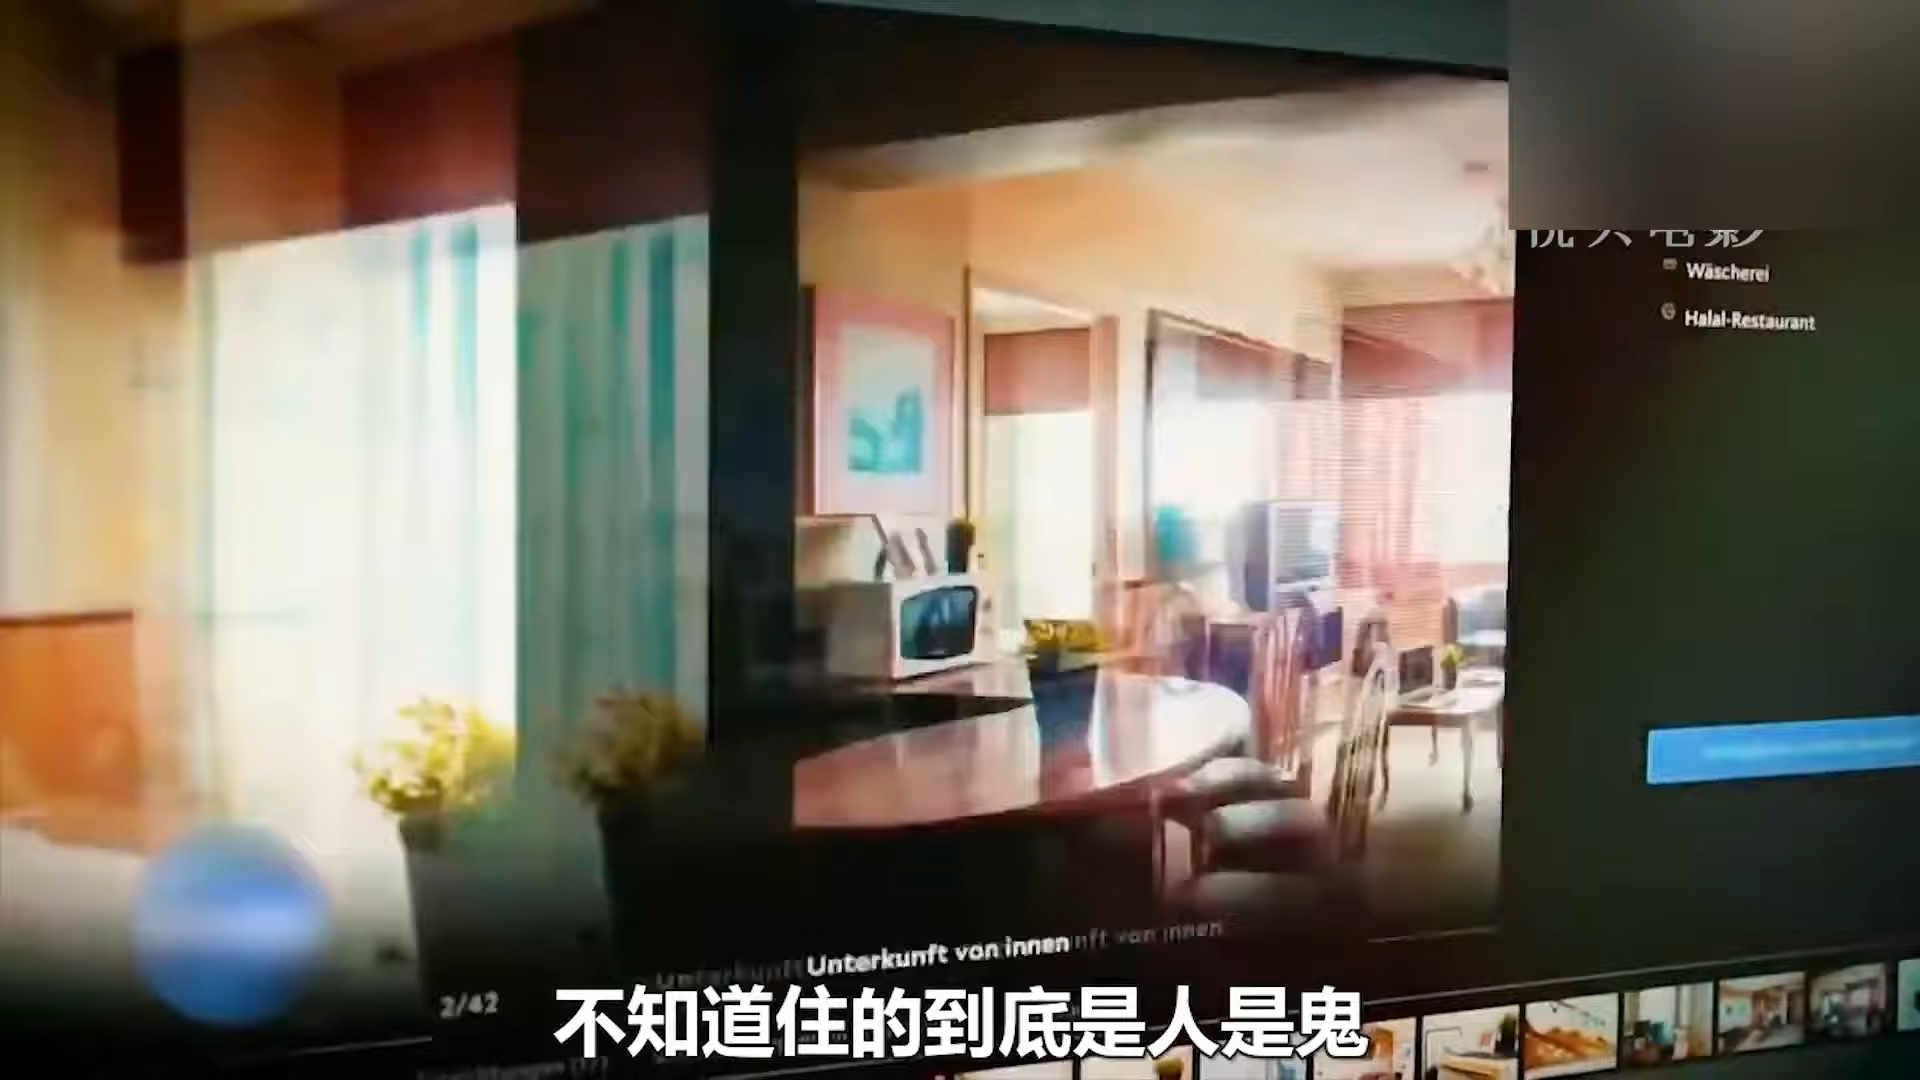 Wäscherei
Halal-Restaurant
Unterkunft von innen
2/42
不知道住的到底是人是鬼